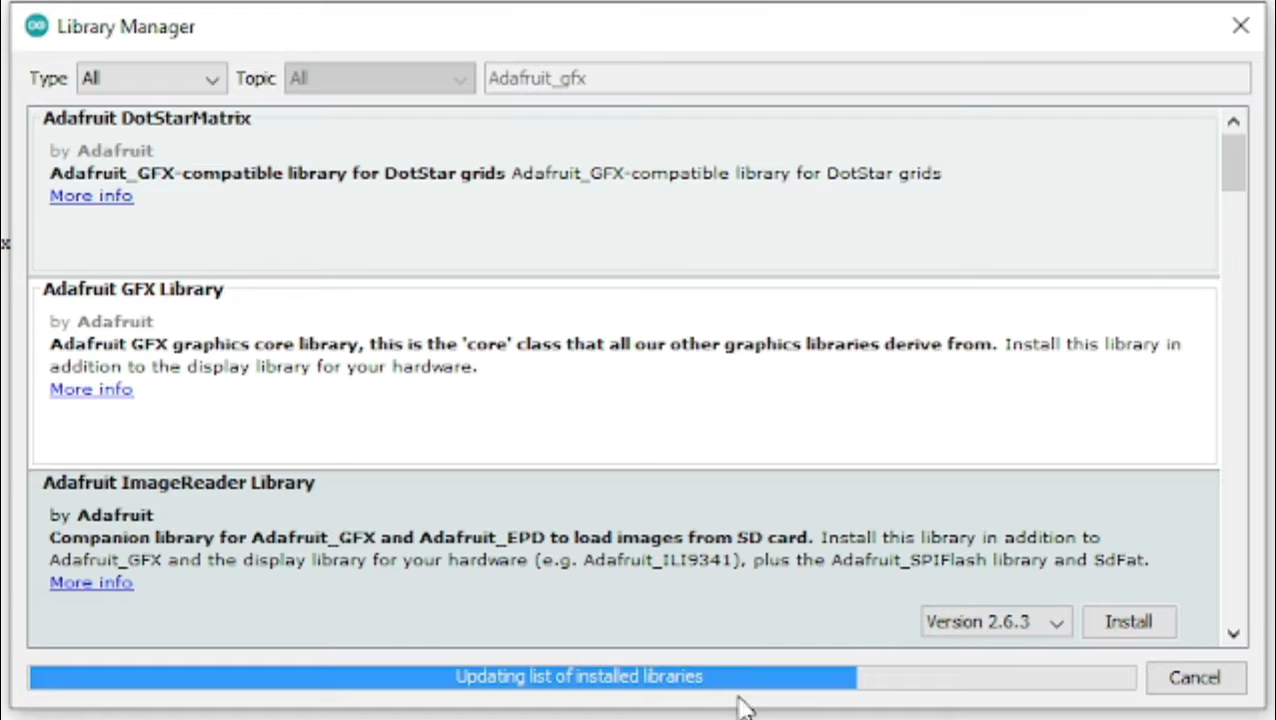 Library Manager
Type All Topic All Adafruit_gfx
Adafruit DotStarMatrix
by Adafruit
Adafruit_GFX-compatible library for DotStar grids Adafruit_GFX-compatible library for DotStar grids
More info
x
Adafruit GFX Library
by Adafruit
Adafruit GFX graphics core library, this is the 'core' class that all our other graphics libraries derive from. Install this library in
addition to the display library for your hardware.
More info
Adafruit ImageReader Library
by Adafruit
Companion library for Adafruit_GFX and Adafruit_EPD to load images from SD card. Install this library in addition to
Adafruit_GFX and the display library for your hardware (e.g. Adafruit_ILI9341), plus the Adafruit_SPIFlash library and SdFat.
More info
Version 2.6.3 Install
Updating list of installed libraries Cancel